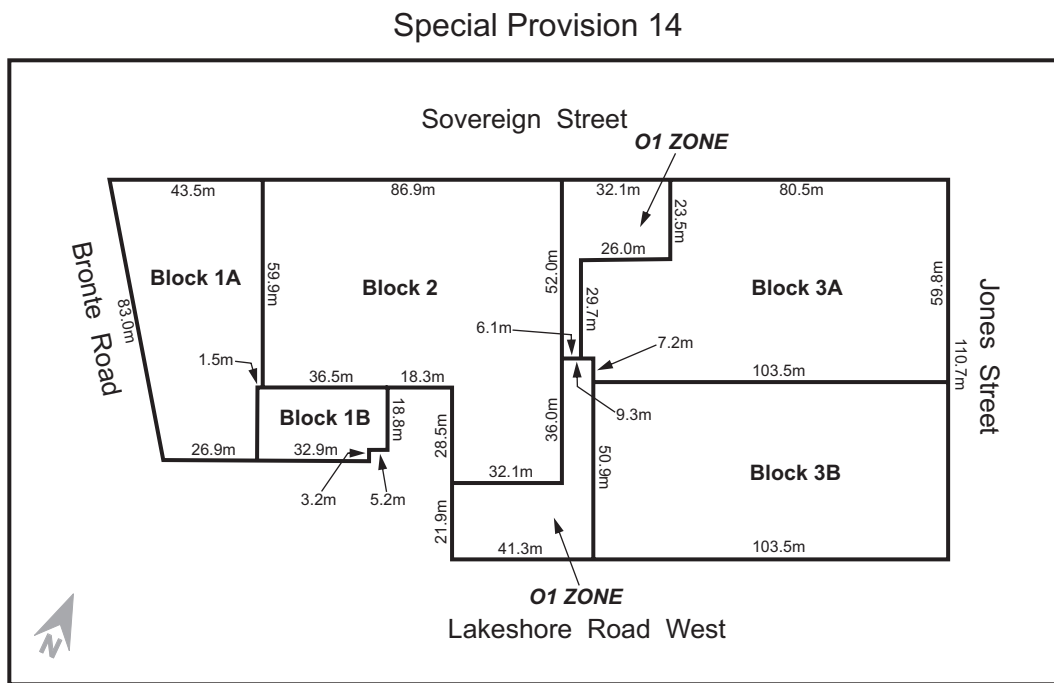 Special Provision 14
Sovereign Street
O1 ZONE
43.5m
86.9m
32.1m
80.5m
23.5m
26.0m
Bronte Road
83.0m
Block 1A
59.9m
Block 2
52.0m
29.7m
Block 3A
59.8m
Jones Street
110.7m
6.1m
7.2m
1.5m
36.5m
18.3m
103.5m
9.3m
Block 1B
18.8m
28.5m
36.0m
26.9m
32.9m
3.2m
5.2m
32.1m
50.9m
Block 3B
21.9m
41.3m
103.5m
O1 ZONE
Lakeshore Road West
N